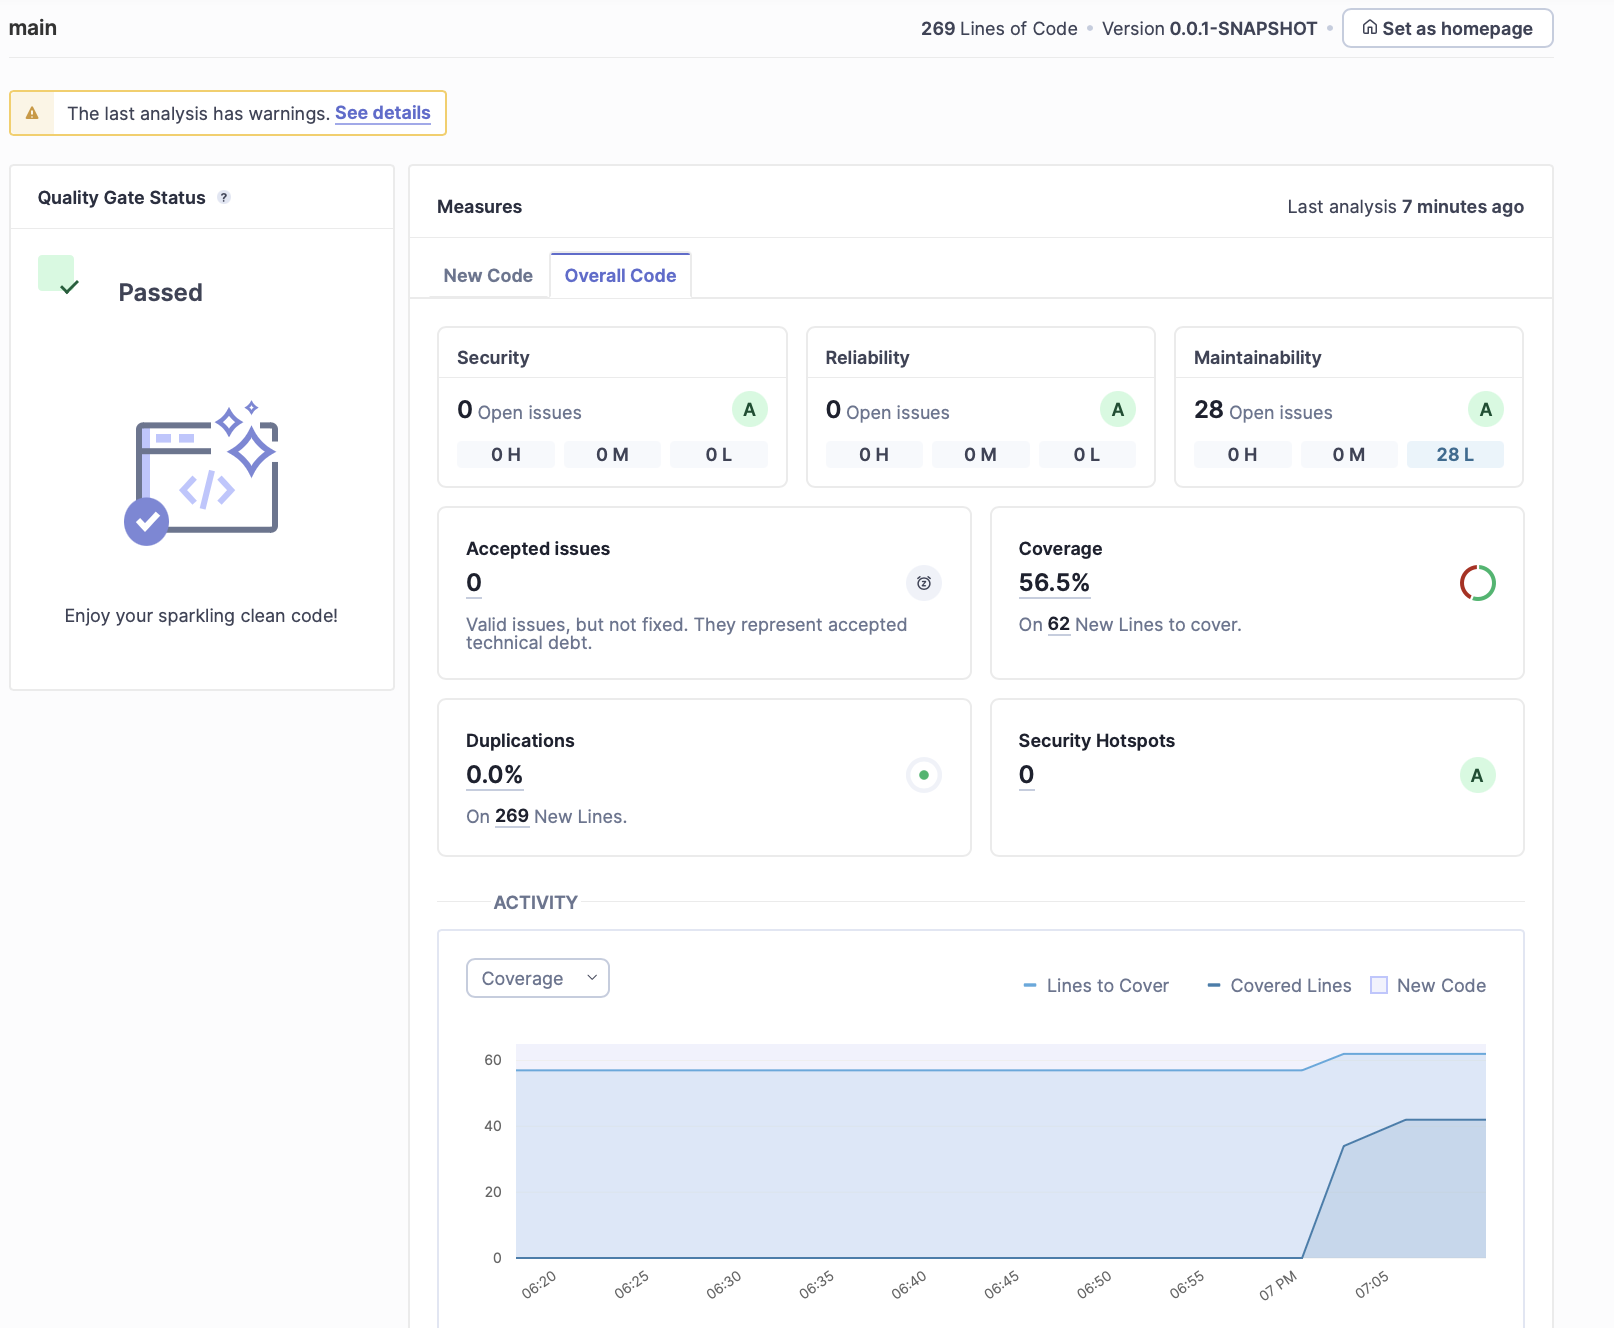 main
269 Lines of Code • Version 0.0.1-SNAPSHOT • Set as homepage
The last analysis has warnings. See details
Quality Gate Status ?
Passed
</>
Enjoy your sparkling clean code!
Measures
Last analysis 7 minutes ago
New Code
Overall Code
Security
0 Open issues A
0 H 0 M 0 L
Reliability
0 Open issues A
0 H 0 M 0 L
Maintainability
28 Open issues A
0 H 0 M 28 L
Accepted issues
0
Valid issues, but not fixed. They represent accepted
technical debt.
Coverage
56.5%
On 62 New Lines to cover.
Duplications
0.0%
On 269 New Lines.
Security Hotspots
0 A
ACTIVITY
Coverage
Lines to Cover Covered Lines New Code
60
40
20
0
06:20 06:25 06:30 06:35 06:40 06:45 06:50 06:55 07 PM 07:05